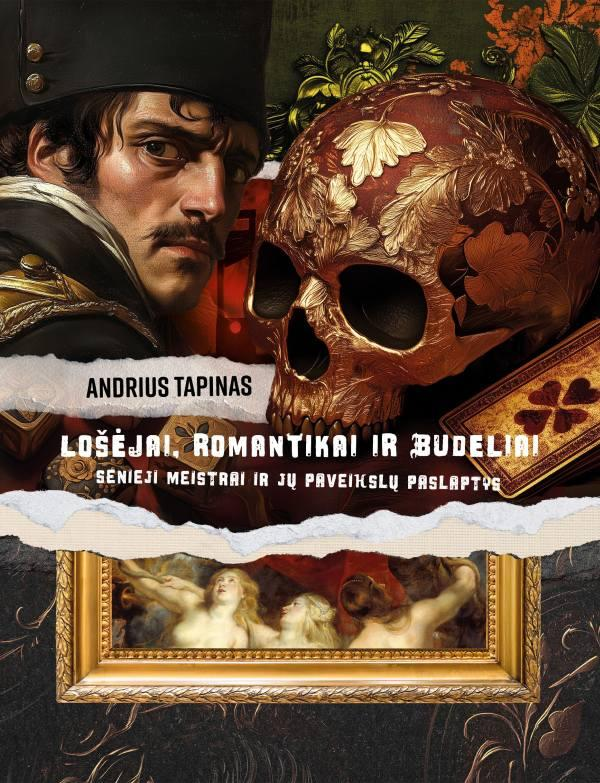 ANDRIUS TAPINAS
LOŠĖJAI, ROMANTIKAI IR BUDELIAI
SENIEJI MEISTRAI IR JŲ PAVEIKSLŲ PASLAPTYS